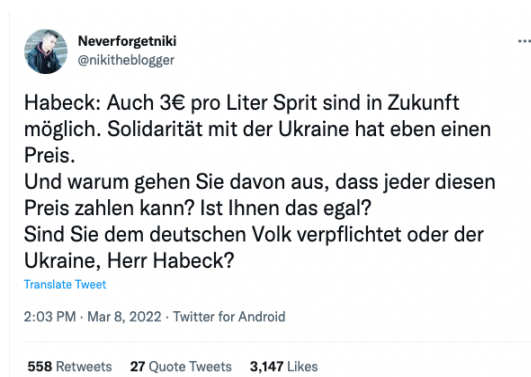 Neverforgetniki
@nikitheblogger
Habeck: Auch 3€ pro Liter Sprit sind in Zukunft
möglich. Solidarität mit der Ukraine hat eben einen
Preis.
Und warum gehen Sie davon aus, dass jeder diesen
Preis zahlen kann? Ist Ihnen das egal?
Sind Sie dem deutschen Volk verpflichtet oder der
Ukraine, Herr Habeck?
Translate Tweet
2:03 PM · Mar 8, 2022 · Twitter for Android
558 Retweets 27 Quote Tweets 3,147 Likes